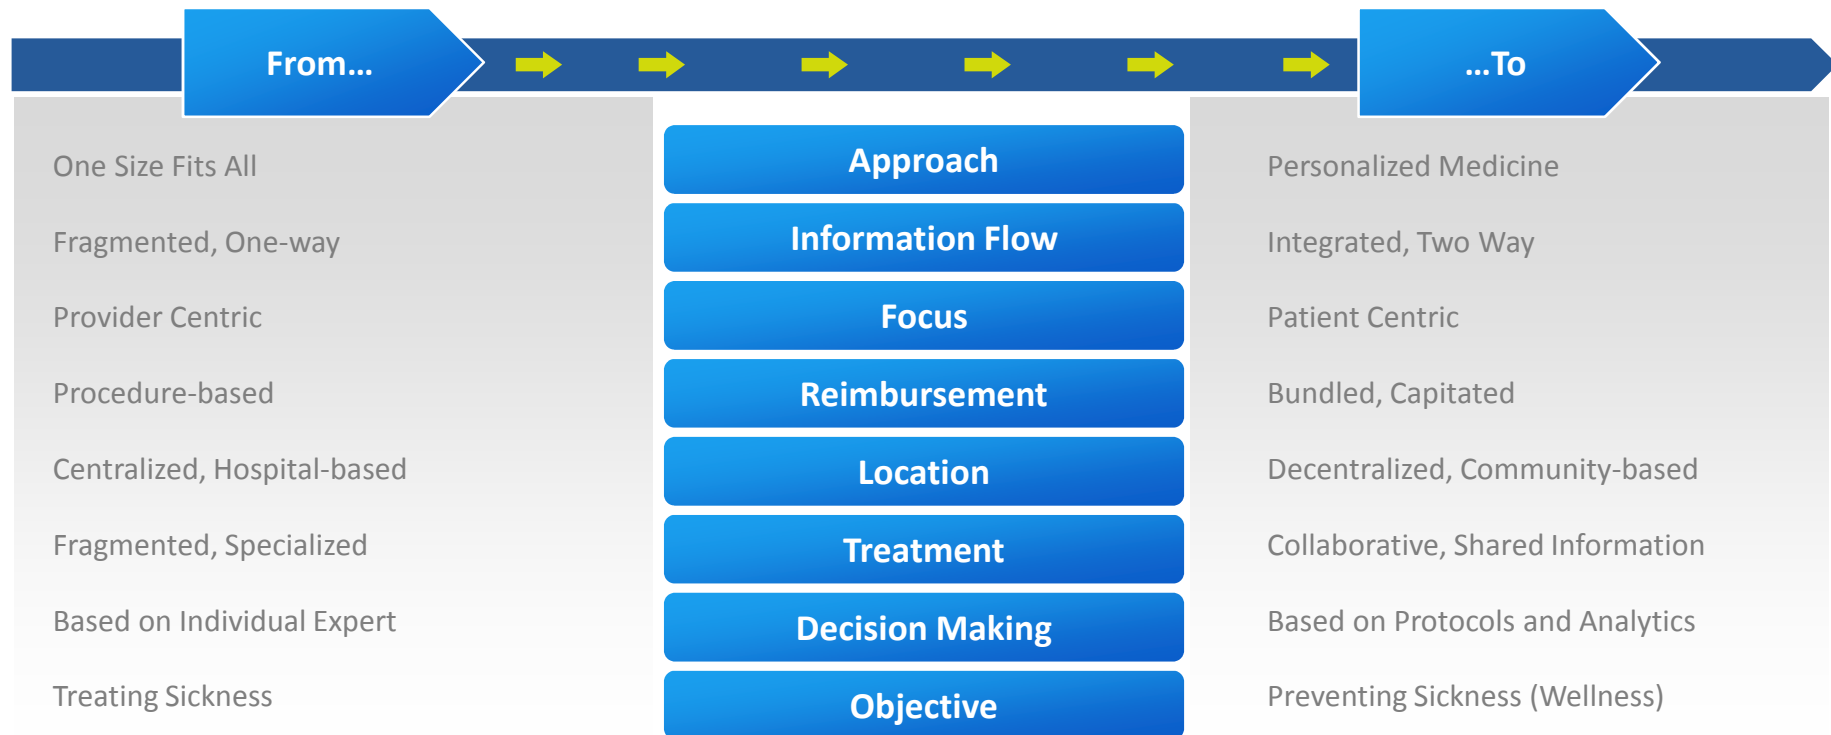 From…
…To
One Size Fits All
Approach
Personalized Medicine
Fragmented, One-way
Information Flow
Integrated, Two Way
Provider Centric
Focus
Patient Centric
Procedure-based
Reimbursement
Bundled, Capitated
Centralized, Hospital-based
Location
Decentralized, Community-based
Fragmented, Specialized
Treatment
Collaborative, Shared Information
Based on Individual Expert
Decision Making
Based on Protocols and Analytics
Treating Sickness
Objective
Preventing Sickness (Wellness)